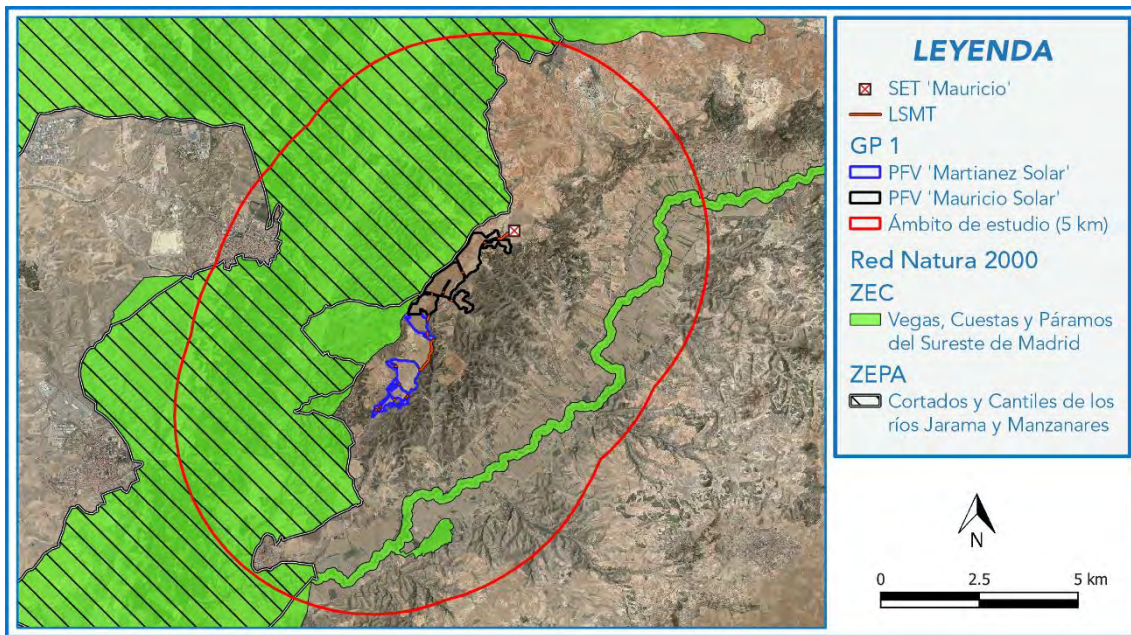 LEYENDA
SET 'Mauricio'
LSMT
GP 1
PFV 'Martianez Solar'
PFV 'Mauricio Solar'
Ámbito de estudio (5 km)
Red Natura 2000
ZEC
Vegas, Cuestas y Páramos
del Sureste de Madrid
ZEPA
Cortados y Cantiles de los
ríos Jarama y Manzanares
N
0 2.5 5 km